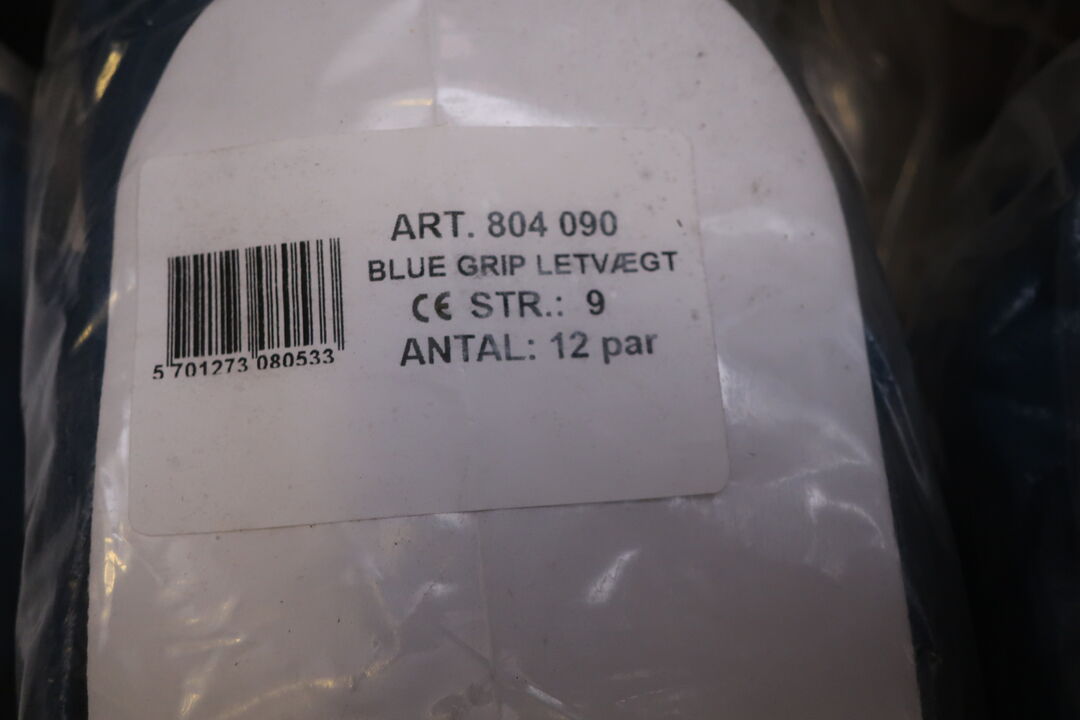 ART. 804 090
BLUE GRIP LETVÆGT
CE STR.: 9
ANTAL: 12 par
5 701273 080533